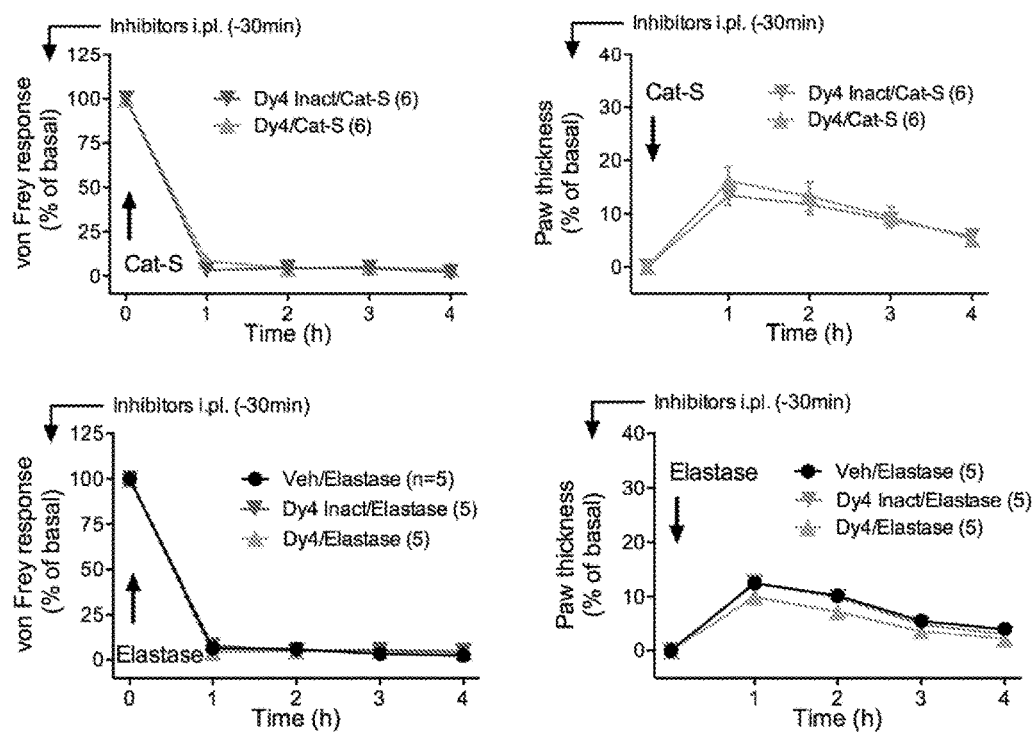 Inhibitors i.pl. (-30min)
von Frey response
(% of basal)
125
100
75
50
25
0
Dy4 Inact/Cat-S (6)
Dy4/Cat-S (6)
Cat-S
0 1 2 3 4
Time (h)
Inhibitors i.pl. (-30min)
Paw thickness
(% of basal)
40
30
20
10
0
Cat-S
Dy4 Inact/Cat-S (6)
Dy4/Cat-S (6)
1 2 3 4
Time (h)
Inhibitors i.pl. (-30min)
von Frey response
(% of basal)
125
100
75
50
25
0
Veh/Elastase (n=5)
Dy4 Inact/Elastase (5)
Dy4/Elastase (5)
Elastase
0 1 2 3 4
Time (h)
Inhibitors i.pl. (-30min)
Paw thickness
(% of basal)
40
30
20
10
0
Elastase
Veh/Elastase (5)
Dy4 Inact/Elastase (5)
Dy4/Elastase (5)
1 2 3 4
Time (h)